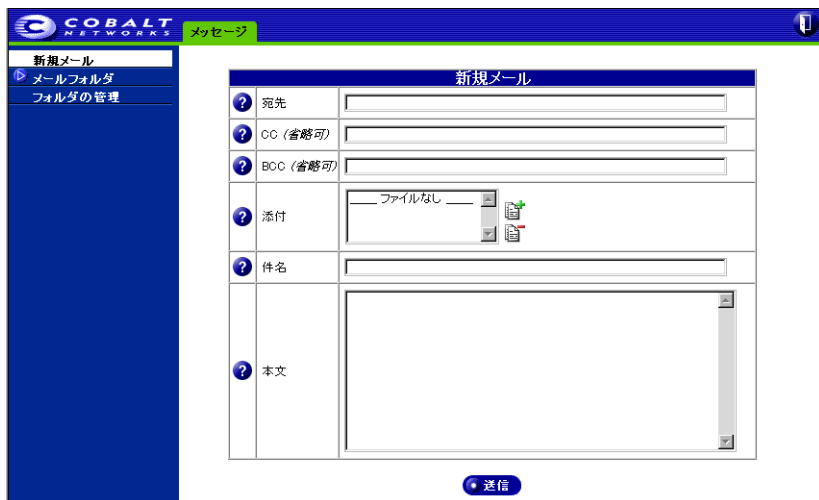 COBALT
NETWORKS
メッセージ
新規メール
メールフォルダ
フォルダの管理
新規メール
? 宛先
? CC (省略可)
? BCC (省略可)
? 添付
____ ファイルなし ____
? 件名
? 本文
送信